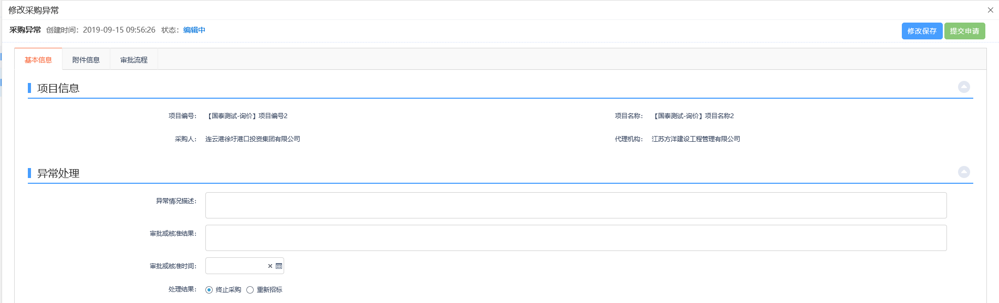 修改采购异常
采购异常 创建时间：2019-09-15 09:56:26 状态：编辑中 修改保存 提交申请
基本信息 附件信息 审批流程
项目信息
项目编号： 【国泰测试-询价】项目编号2 项目名称： 【国泰测试-询价】项目名称2
采购人： 连云港徐圩港口投资集团有限公司 代理机构： 江苏方洋建设工程管理有限公司
异常处理
异常情况描述：
审批或核准结果：
审批或核准时间：
处理结果： 终止采购 重新招标